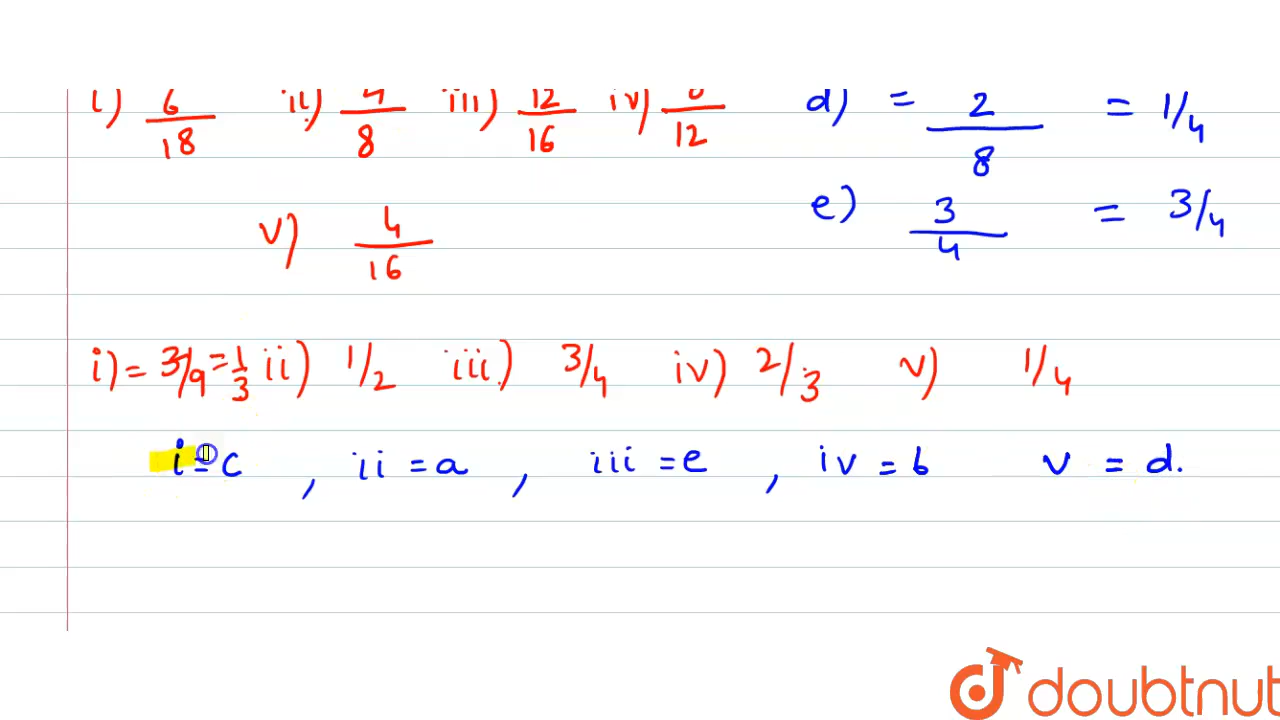 i) 6/18 ii) 4/8 iii) 12/16 iv) /12 d) = 2/8 = 1/4
v) 4/16 e) 3/4 = 3/4
i) = 3/9 = 1/3 ii) 1/2 iii.) 3/4 iv) 2/3 v) 1/4
i = c , ii = a , iii = e , iv = b v = d.
doubtnut